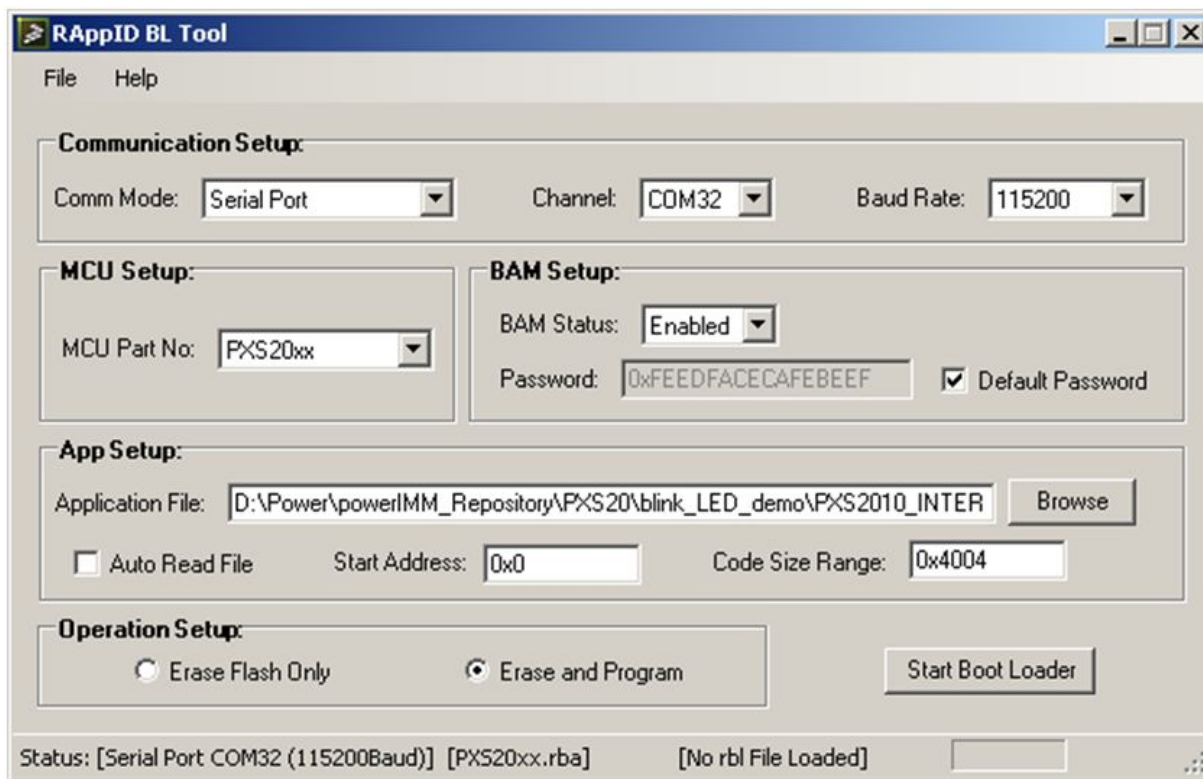 RAppID BL Tool
File Help
Communication Setup:
Comm Mode: Serial Port Channel: COM32 Baud Rate: 115200
MCU Setup:
MCU Part No: PXS20xx
BAM Setup:
BAM Status: Enabled
Password: 0xFEEDFACECAFEBEEF Default Password
App Setup:
Application File: D:\Power\powerIMM_Repository\PXS20\blink_LED_demo\PXS2010_INTER Browse
Auto Read File Start Address: 0x0 Code Size Range: 0x4004
Operation Setup:
Erase Flash Only Erase and Program
Start Boot Loader
Status: [Serial Port COM32 (115200Baud)] [PXS20xx.rba] [No rbl File Loaded]